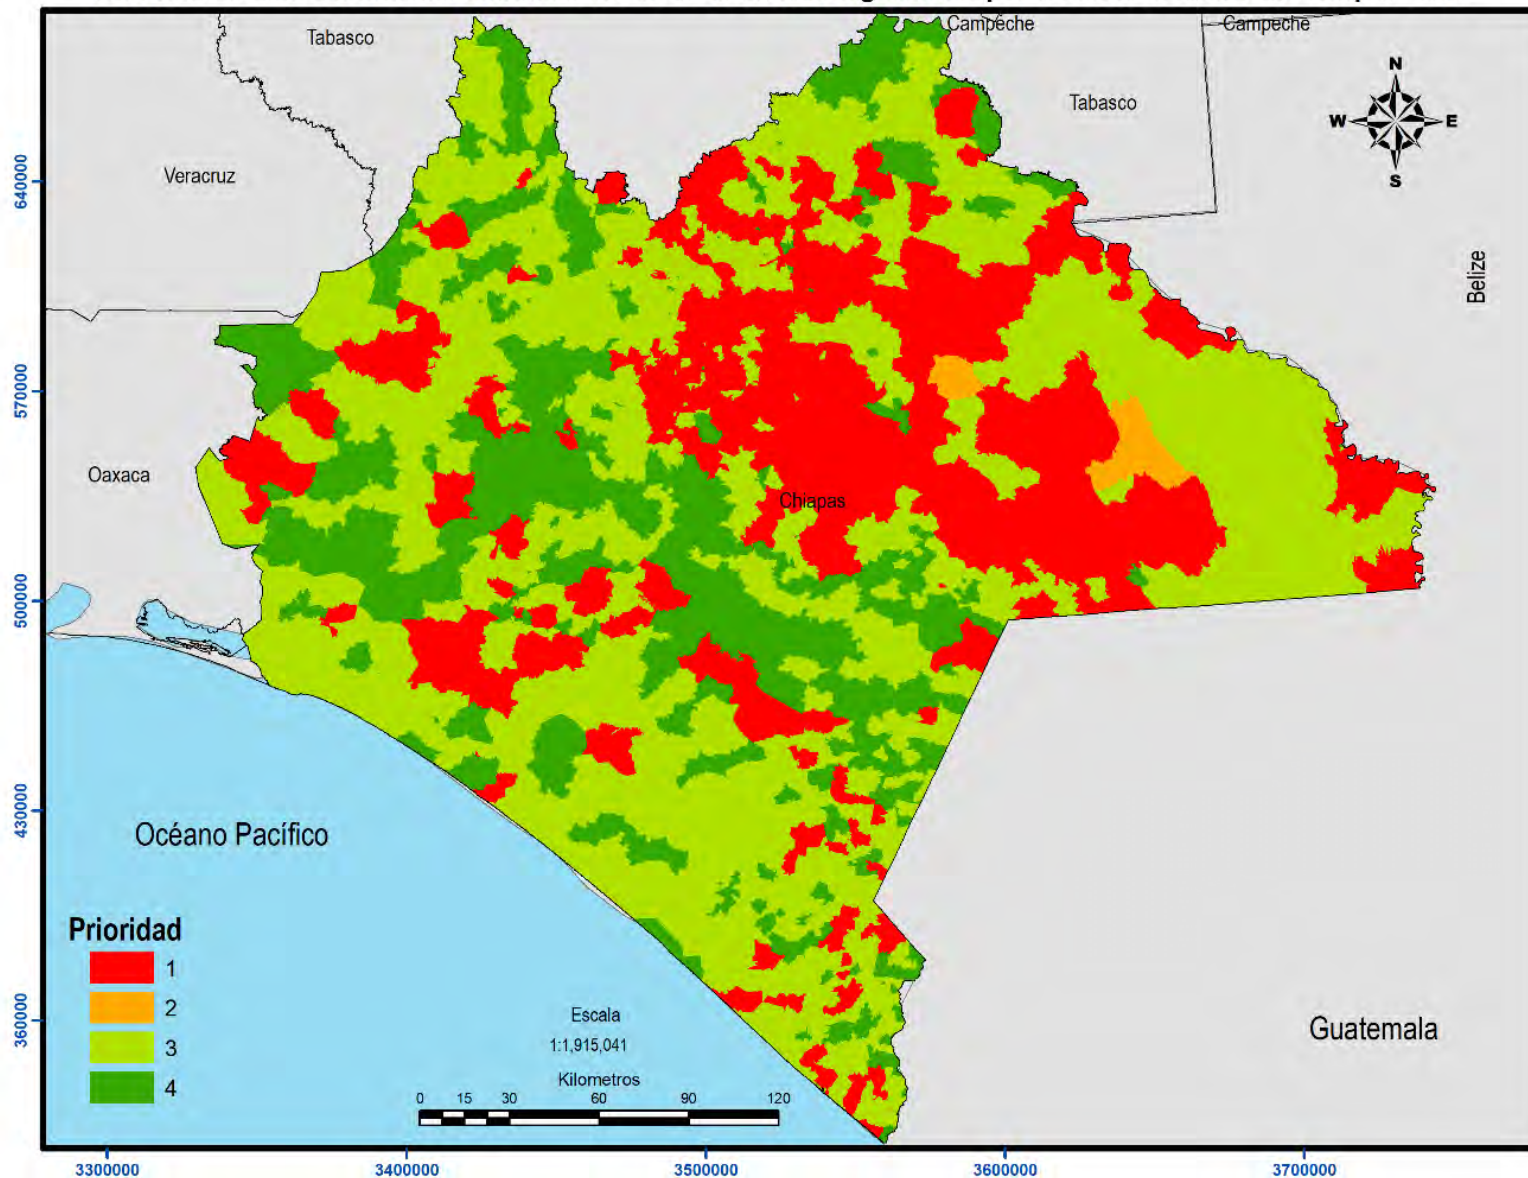 Campeche
Campeche
Tabasco
N
Tabasco
W
E
S
Veracruz
640000
Belize
570000
Oaxaca
Chiapas
500000
430000
Océano Pacífico
Prioridad
1
2
3
4
360000
Escala
1:1,915,041
Kilometros
0 15 30 60 90 120
Guatemala
3300000 3400000 3500000 3600000 3700000